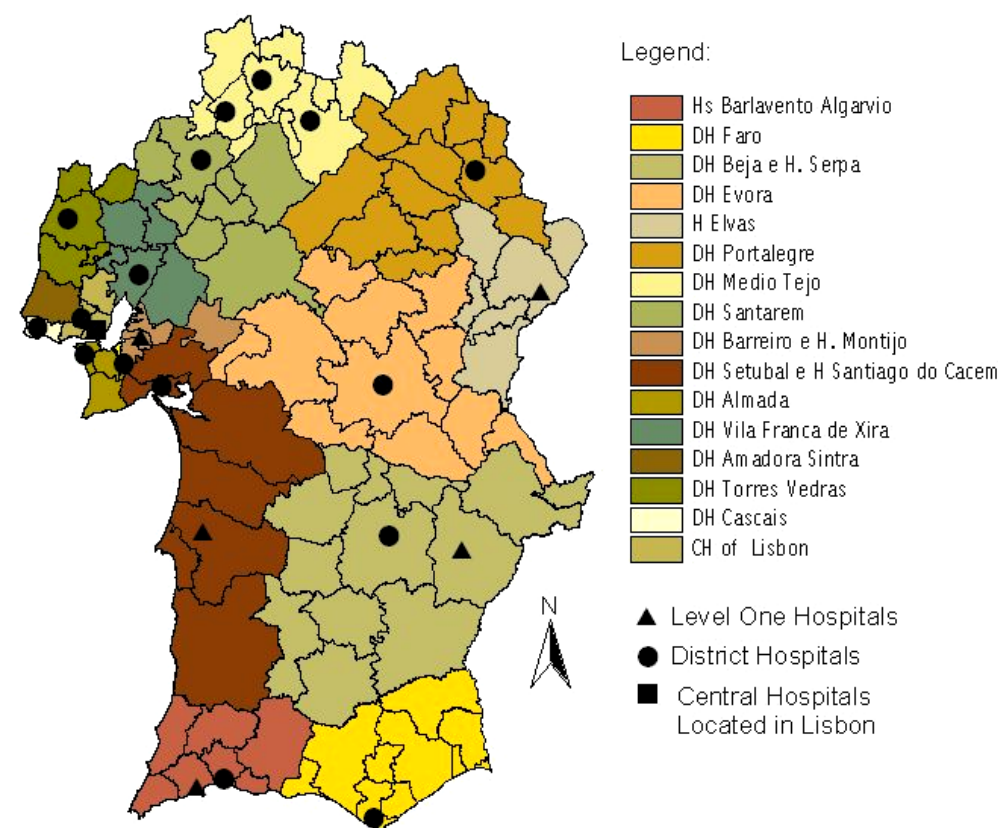 Legend:
Hs Barlavento Algarvio
DH Faro
DH Beja e H. Serpa
DH Evora
H Elvas
DH Portalegre
DH Medio Tejo
DH Santarem
DH Barreiro e H. Montijo
DH Setubal e H Santiago do Cacem
DH Almada
DH Vila Franca de Xira
DH Amadora Sintra
DH Torres Vedras
DH Cascais
CH of Lisbon
N
Level One Hospitals
District Hospitals
Central Hospitals
Located in Lisbon